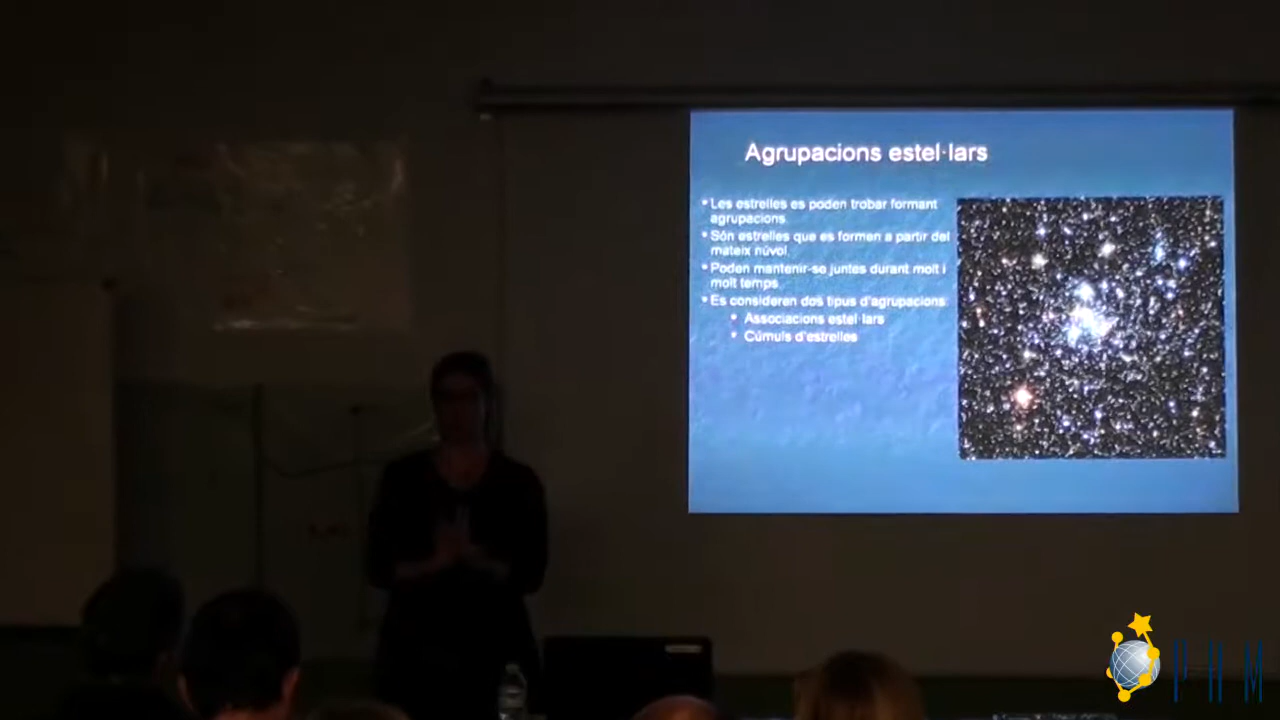 Agrupacions estel·lars
• Les estrelles es poden trobar formant
agrupacions.
• Són estrelles que es formen a partir del
mateix núvol.
• Poden mantenir-se juntes durant molt i
molt temps.
• Es consideren dos tipus d'agrupacions:
• Associacions estel·lars
• Cúmuls d'estrelles